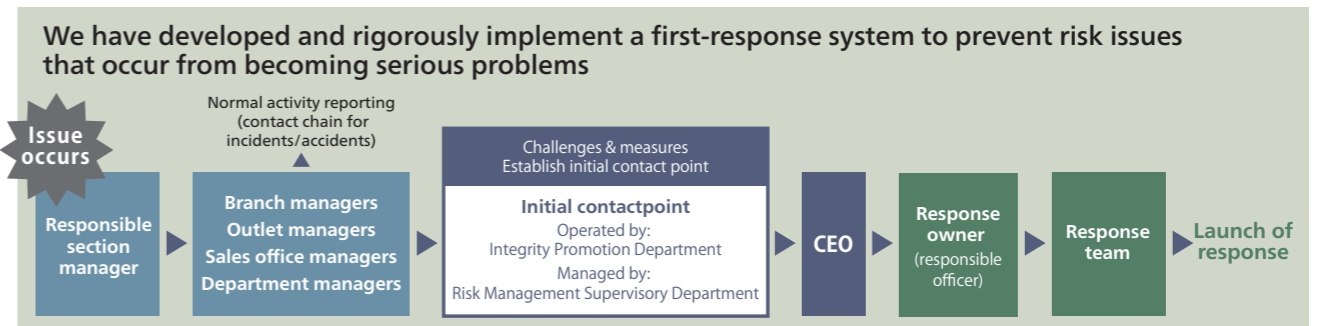 We have developed and rigorously implement a first-response system to prevent risk issues
that occur from becoming serious problems
Issue
occurs
Responsible
section
manager
Normal activity reporting
(contact chain for
incidents/accidents)
Branch managers
Outlet managers
Sales office managers
Department managers
Challenges & measures
Establish initial contact point
Initial contactpoint
Operated by:
Integrity Promotion Department
Managed by:
Risk Management Supervisory Department
CEO
Response
owner
(responsible
officer)
Response
team
Launch of
response